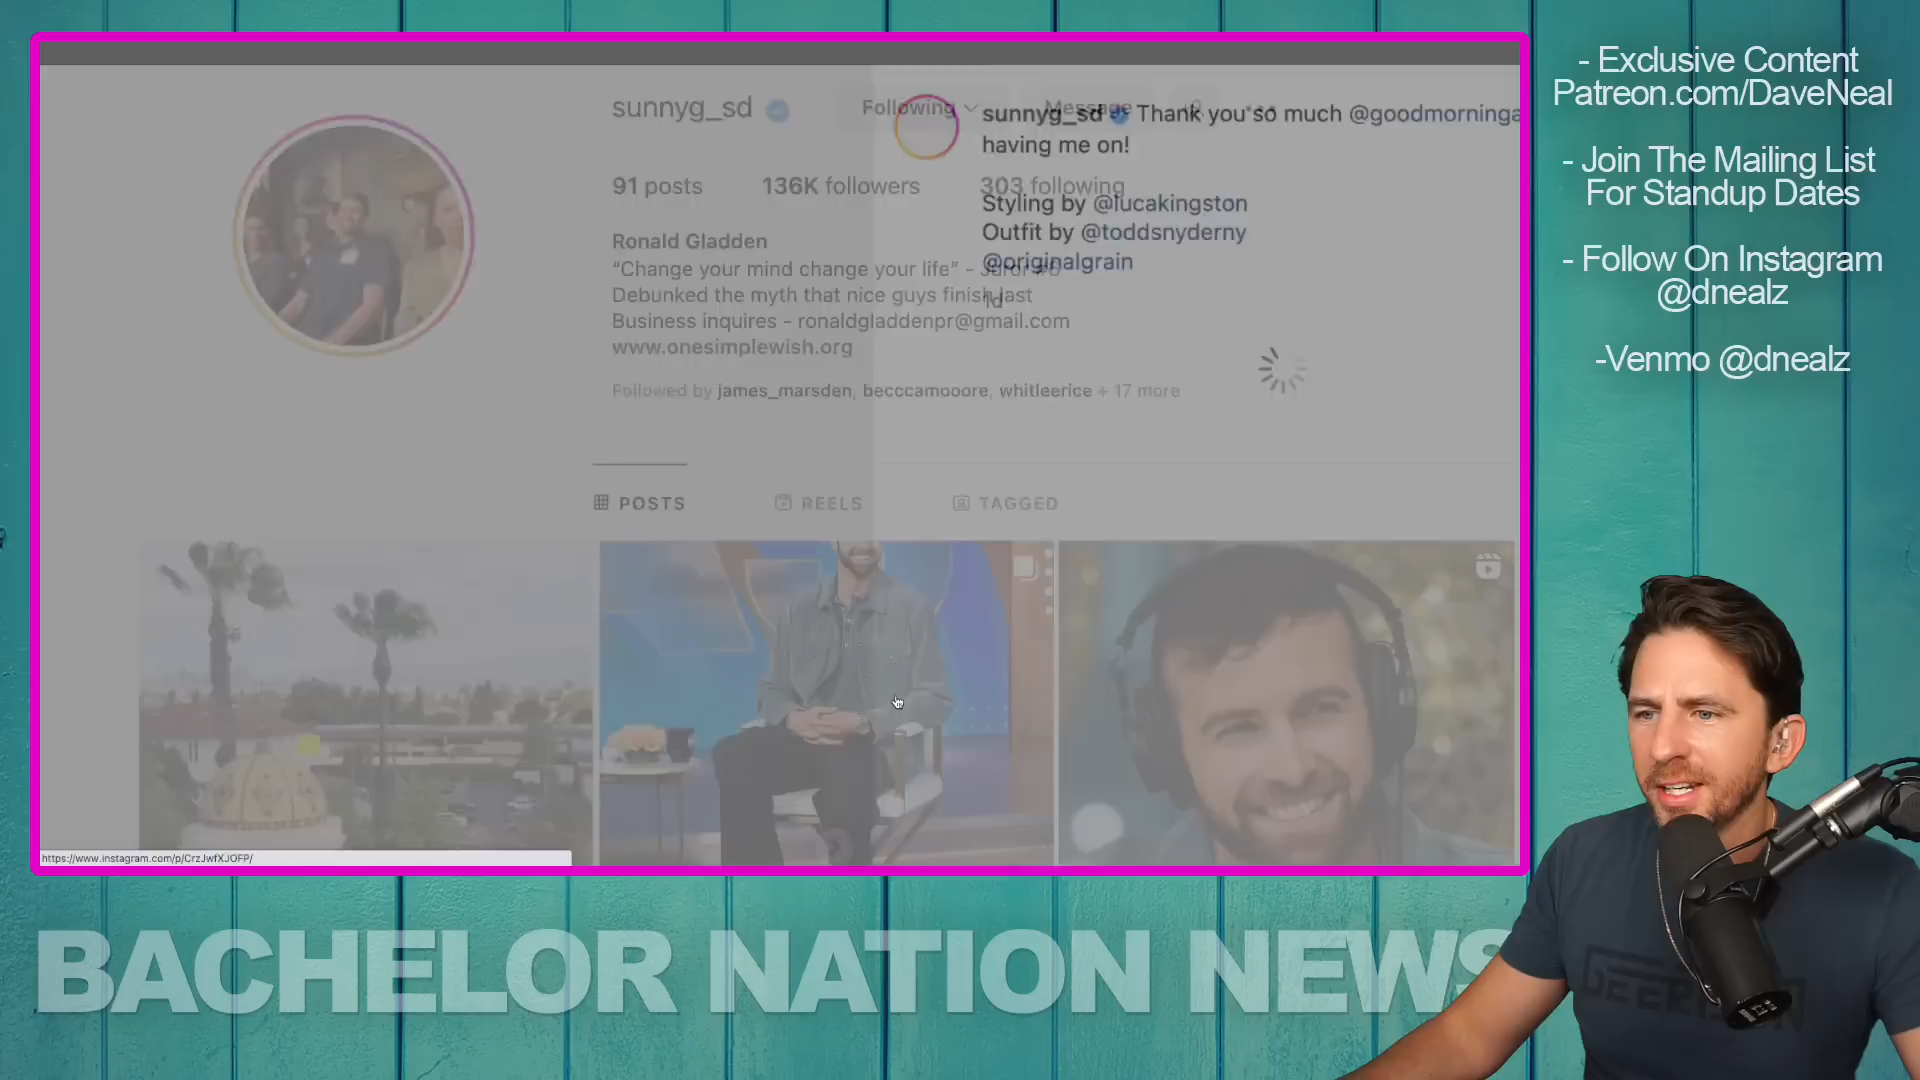 sunnyg_sd
Following
Message
91 posts
136K followers
303 following
Ronald Gladden
“Change your mind change your life” - Juror #6
Debunked the myth that nice guys finish last
Business inquires - ronaldgladdenpr@gmail.com
www.onesimplewish.org
Followed by james_marsden, becccamooore, whitleerice + 17 more
sunnyg_sd Thank you so much @goodmorninga
having me on!
Styling by @lucakingston
Outfit by @toddsnyderny
@originalgrain
1d
POSTS
REELS
TAGGED
https://www.instagram.com/p/CrzJwfXJOFP/
- Exclusive Content
Patreon.com/DaveNeal
- Join The Mailing List
For Standup Dates
- Follow On Instagram
@dnealz
-Venmo @dnealz
BACHELOR NATION NEWS